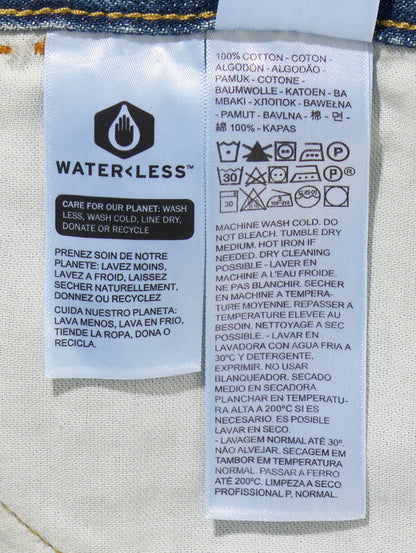 WATER<LESS™
CARE FOR OUR PLANET: WASH
LESS, WASH COLD, LINE DRY,
DONATE OR RECYCLE
PRENEZ SOIN DE NOTRE
PLANETE: LAVEZ MOINS,
LAVEZ A FROID, LAISSEZ
SECHER NATURELLEMENT,
DONNEZ OU RECYCLEZ
CUIDA NUESTRO PLANETA:
LAVA MENOS, LAVA EN FRIO,
TIENDE LA ROPA, DONA O
RECICLA.
100% COTTON - COTON -
ALGODÓN - ALGODÃO -
PAMUK - COTONE -
BAUMWOLLE - KATOEN - BA
MBAKI - ХЛОПОК - BAWEŁNA
- PAMUT - BAVLNA - 棉 - 면 -
綿 100% - KAPAS
P
30 P ®
30
MACHINE WASH COLD. DO
NOT BLEACH. TUMBLE DRY
MEDIUM. HOT IRON IF
NEEDED. DRY CLEANING
POSSIBLE - LAVER EN
MACHINE A L'EAU FROIDE.
NE PAS BLANCHIR. SECHER
EN MACHINE A TEMPERA-
TURE MOYENNE. REPASSER A
TEMPERATURE ELEVEE AU
BESOIN. NETTOYAGE A SEC
POSSIBLE - LAVAR EN
LAVADORA CON AGUA FRIA A
30ºC Y DETERGENTE.
EXPRIMIR. NO USAR
BLANQUEADOR. SECADO
MEDIO EN SECADORA.
PLANCHAR EN TEMPERATU-
RA ALTA A 200ºC SI ES
NECESARIO. ES POSIBLE
LAVAR EN SECO.
- LAVAGEM NORMAL ATÉ 30º.
NÃO ALVEJAR. SECAGEM EM
TAMBOR EM TEMPERATURA
NORMAL. PASSAR A FERRO
ATÉ 200ºC. LIMPEZA A SECO
PROFISSIONAL P, NORMAL.